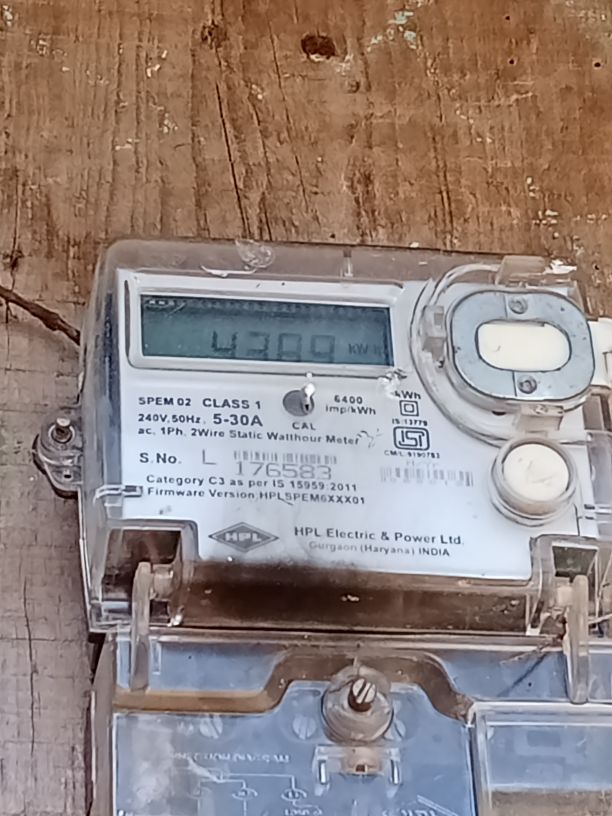 4389 kWh
SPEM 02 CLASS 1
240V,50Hz, 5-30A
ac, 1Ph, 2Wire Static Watthour Meter
6400
imp/kWh
CAL
kWh
IS:13779
ISI
S.No. L 176583
Category C3 as per IS 15959:2011
Firmware Version:HPLSPEM6XXX01
HPL
HPL Electric & Power Ltd.
Gurgaon (Haryana) INDIA